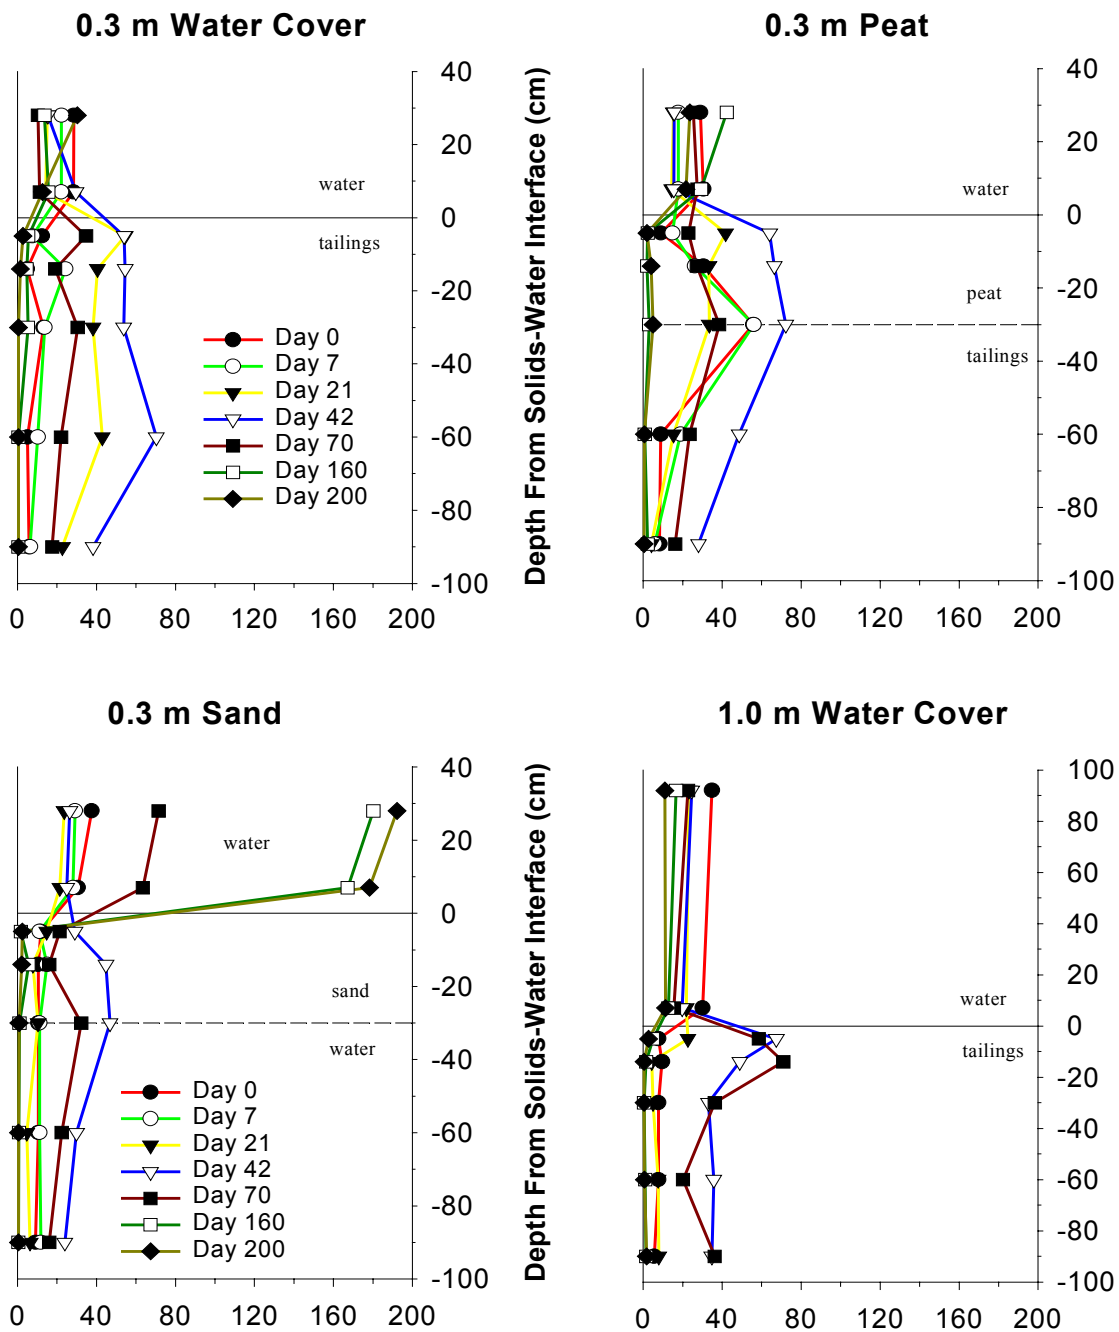 0.3 m Water Cover
40
20
0
-20
-40
-60
-80
-100
water
tailings
Day 0
Day 7
Day 21
Day 42
Day 70
Day 160
Day 200
0 40 80 120 160 200
Depth From Solids-Water Interface (cm)
0.3 m Peat
40
20
0
-20
-40
-60
-80
-100
water
peat
tailings
0 40 80 120 160 200
0.3 m Sand
40
20
0
-20
-40
-60
-80
-100
water
sand
water
Day 0
Day 7
Day 21
Day 42
Day 70
Day 160
Day 200
0 40 80 120 160 200
Depth From Solids-Water Interface (cm)
1.0 m Water Cover
100
80
60
40
20
0
-20
-40
-60
-80
-100
water
tailings
0 40 80 120 160 200